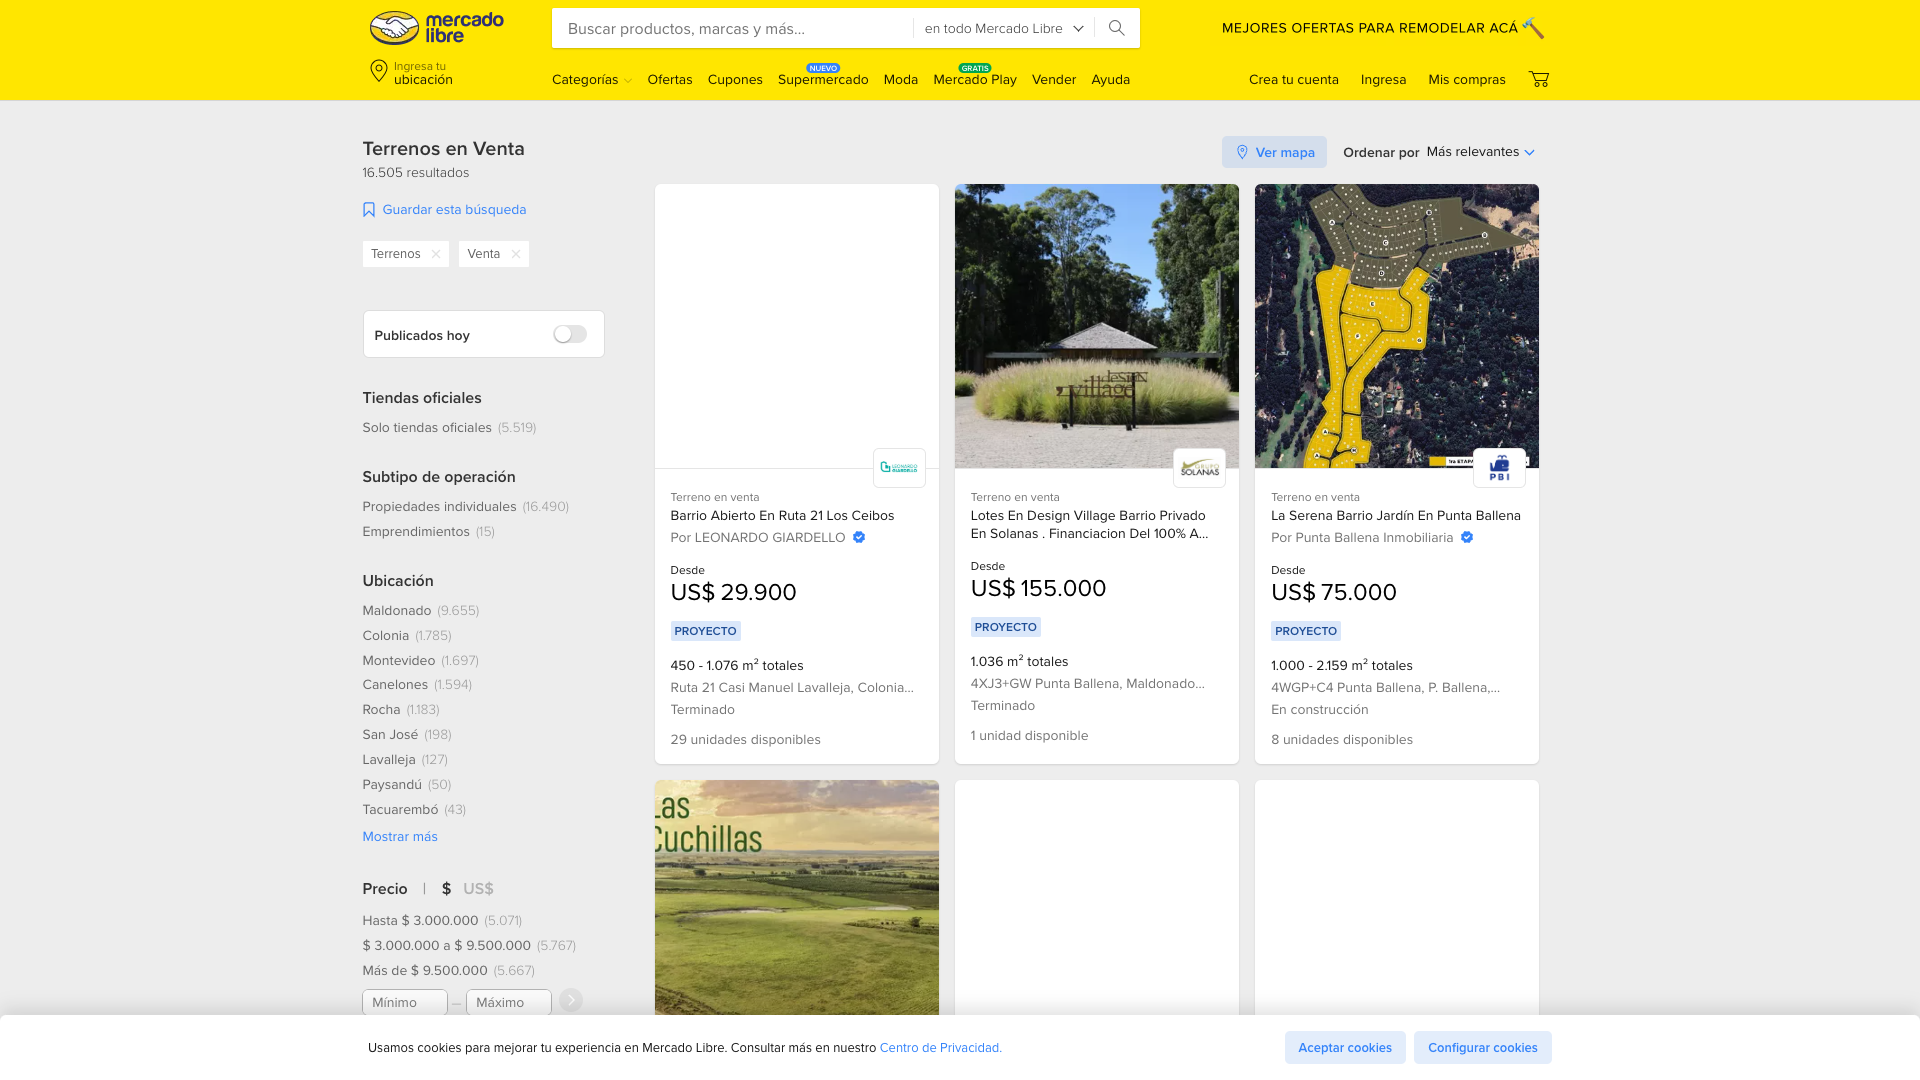 mercado
libre
Buscar productos, marcas y más...
en todo Mercado Libre
MEJORES OFERTAS PARA REMODELAR ACÁ
Ingresa tu
ubicación
Categorías
Ofertas
Cupones
NUEVO
Supermercado
Moda
GRATIS
Mercado Play
Vender
Ayuda
Crea tu cuenta
Ingresa
Mis compras
Terrenos en Venta
16.505 resultados
Guardar esta búsqueda
Terrenos
Venta
Publicados hoy
Tiendas oficiales
Solo tiendas oficiales (5.519)
Subtipo de operación
Propiedades individuales (16.490)
Emprendimientos (15)
Ubicación
Maldonado (9.655)
Colonia (1.785)
Montevideo (1.697)
Canelones (1.594)
Rocha (1.183)
San José (198)
Lavalleja (127)
Paysandú (50)
Tacuarembó (43)
Mostrar más
Precio | $ US$
Hasta $ 3.000.000 (5.071)
$ 3.000.000 a $ 9.500.000 (5.767)
Más de $ 9.500.000 (5.667)
Mínimo — Máximo
Ver mapa
Ordenar por Más relevantes
LEONARDO
GIARDELLO
Terreno en venta
Barrio Abierto En Ruta 21 Los Ceibos
Por LEONARDO GIARDELLO
Desde
US$ 29.900
PROYECTO
450 - 1.076 m² totales
Ruta 21 Casi Manuel Lavalleja, Colonia...
Terminado
29 unidades disponibles
design
village
GRUPO
SOLANAS
Terreno en venta
Lotes En Design Village Barrio Privado
En Solanas . Financiacion Del 100% A...
Desde
US$ 155.000
PROYECTO
1.036 m² totales
4XJ3+GW Punta Ballena, Maldonado...
Terminado
1 unidad disponible
1ra ETAPA
PBI
Terreno en venta
La Serena Barrio Jardín En Punta Ballena
Por Punta Ballena Inmobiliaria
Desde
US$ 75.000
PROYECTO
1.000 - 2.159 m² totales
4WGP+C4 Punta Ballena, P. Ballena,...
En construcción
8 unidades disponibles
Las
Cuchillas
Usamos cookies para mejorar tu experiencia en Mercado Libre. Consultar más en nuestro Centro de Privacidad.
Aceptar cookies
Configurar cookies